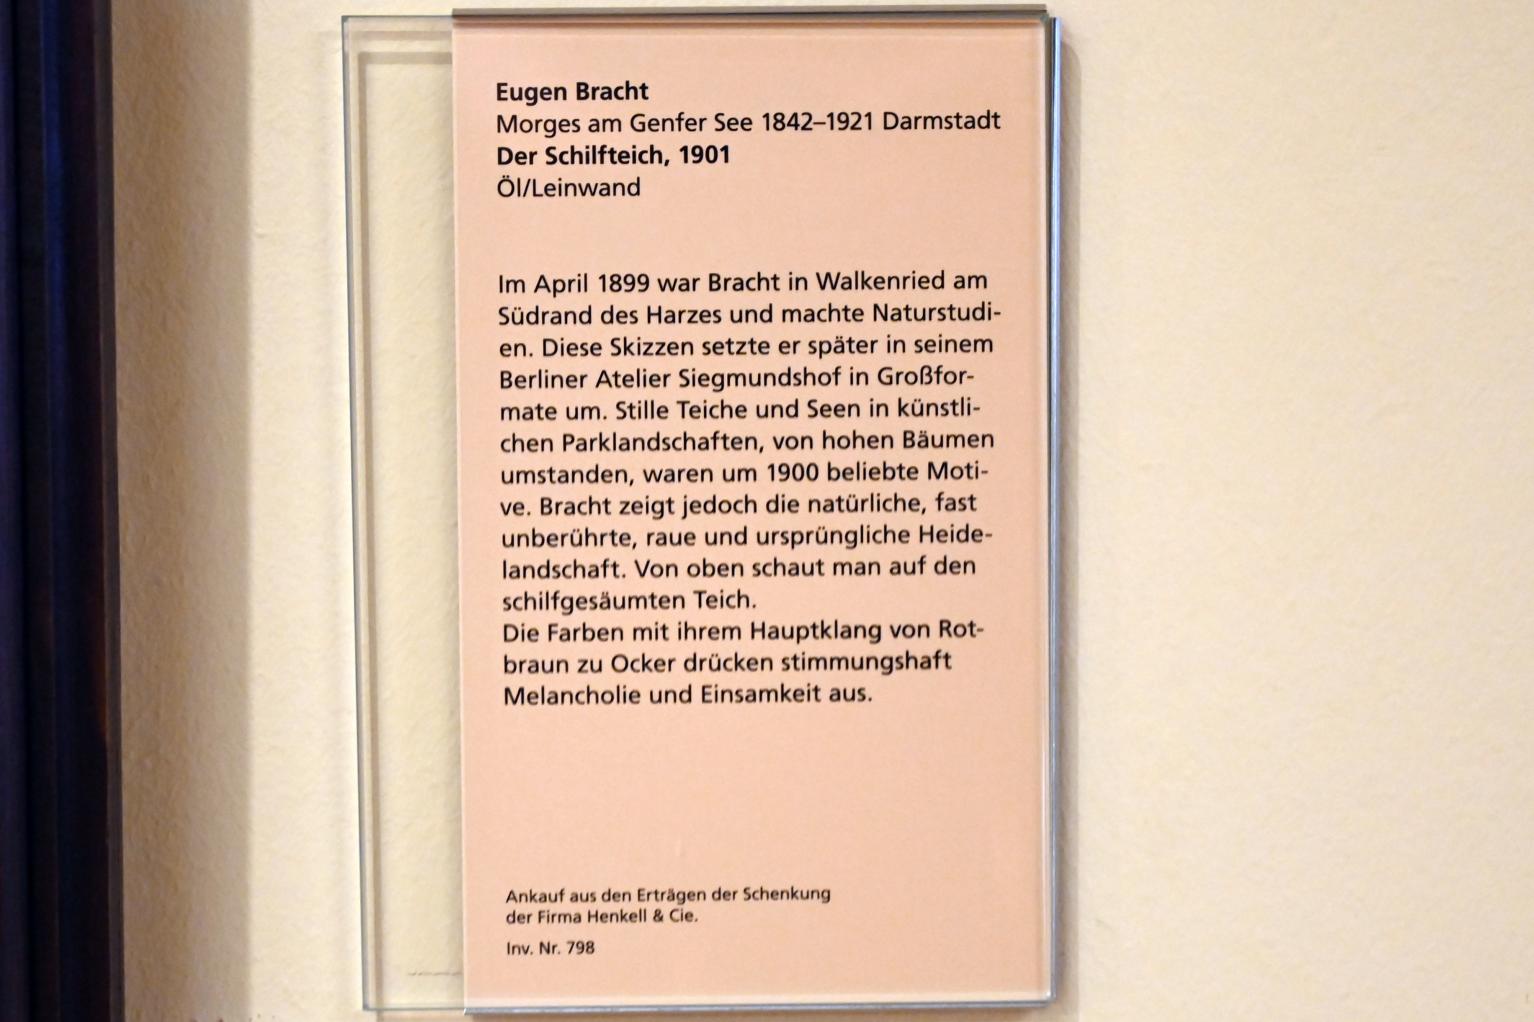 Eugen Bracht
Morges am Genfer See 1842–1921 Darmstadt
Der Schilfteich, 1901
Öl/Leinwand
Im April 1899 war Bracht in Walkenried am
Südrand des Harzes und machte Naturstudi-
en. Diese Skizzen setzte er später in seinem
Berliner Atelier Siegmundshof in Großfor-
mate um. Stille Teiche und Seen in künstli-
chen Parklandschaften, von hohen Bäumen
umstanden, waren um 1900 beliebte Moti-
ve. Bracht zeigt jedoch die natürliche, fast
unberührte, raue und ursprüngliche Heide-
landschaft. Von oben schaut man auf den
schilfgesäumten Teich.
Die Farben mit ihrem Hauptklang von Rot-
braun zu Ocker drücken stimmungshaft
Melancholie und Einsamkeit aus.
Ankauf aus den Erträgen der Schenkung
der Firma Henkell & Cie.
Inv. Nr. 798